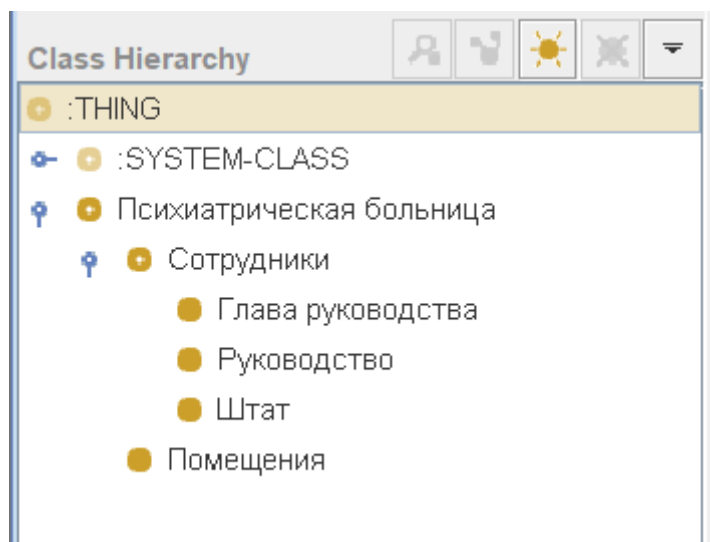 Class Hierarchy
:THING
:SYSTEM-CLASS
Психиатрическая больница
Сотрудники
Глава руководства
Руководство
Штат
Помещения